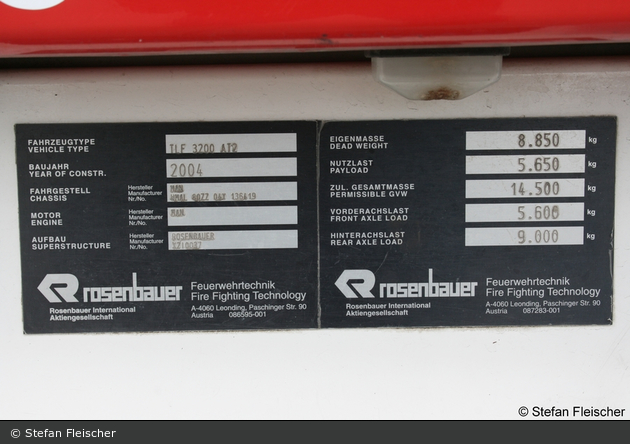 FAHRZEUGTYPE
VEHICLE TYPE
TLF 3200 AT2
BAUJAHR
YEAR OF CONSTR.
2004
FAHRGESTELL
CHASSIS
Hersteller
Manufacturer
Nr./No.
MAN
MOTOR
ENGINE
Hersteller
Manufacturer
Nr./No.
MAN
AUFBAU
SUPERSTRUCTURE
Hersteller
Manufacturer
Nr./No.
ROSENBAUER
rosenbauer
Feuerwehrtechnik
Fire Fighting Technology
Rosenbauer International
Aktiengesellschaft
A-4060 Leonding, Paschinger Str. 90
Austria 086595-001
EIGENMASSE
DEAD WEIGHT
8.850 kg
NUTZLAST
PAYLOAD
5.650 kg
ZUL. GESAMTMASSE
PERMISSIBLE GVW
14.500 kg
VORDERACHSLAST
FRONT AXLE LOAD
5.600 kg
HINTERACHSLAST
REAR AXLE LOAD
9.000 kg
rosenbauer
Feuerwehrtechnik
Fire Fighting Technology
Rosenbauer International
Aktiengesellschaft
A-4060 Leonding, Paschinger Str. 90
Austria 087283-001
© Stefan Fleischer
© Stefan Fleischer